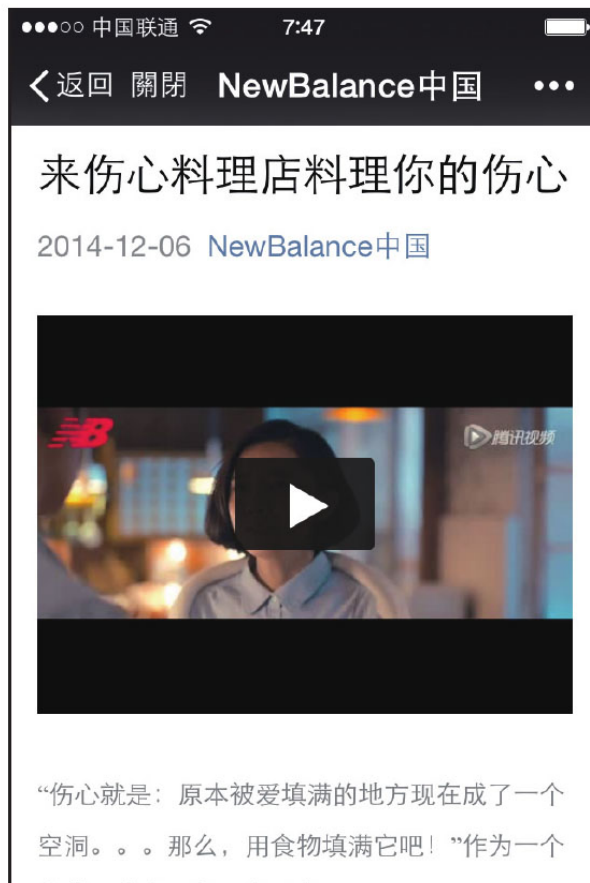 中国联通 7:47
返回 關閉 NewBalance中国
来伤心料理店料理你的伤心
2014-12-06 NewBalance中国
NB 腾讯视频
“伤心就是：原本被爱填满的地方现在成了一个
空洞。。。那么，用食物填满它吧！”作为一个